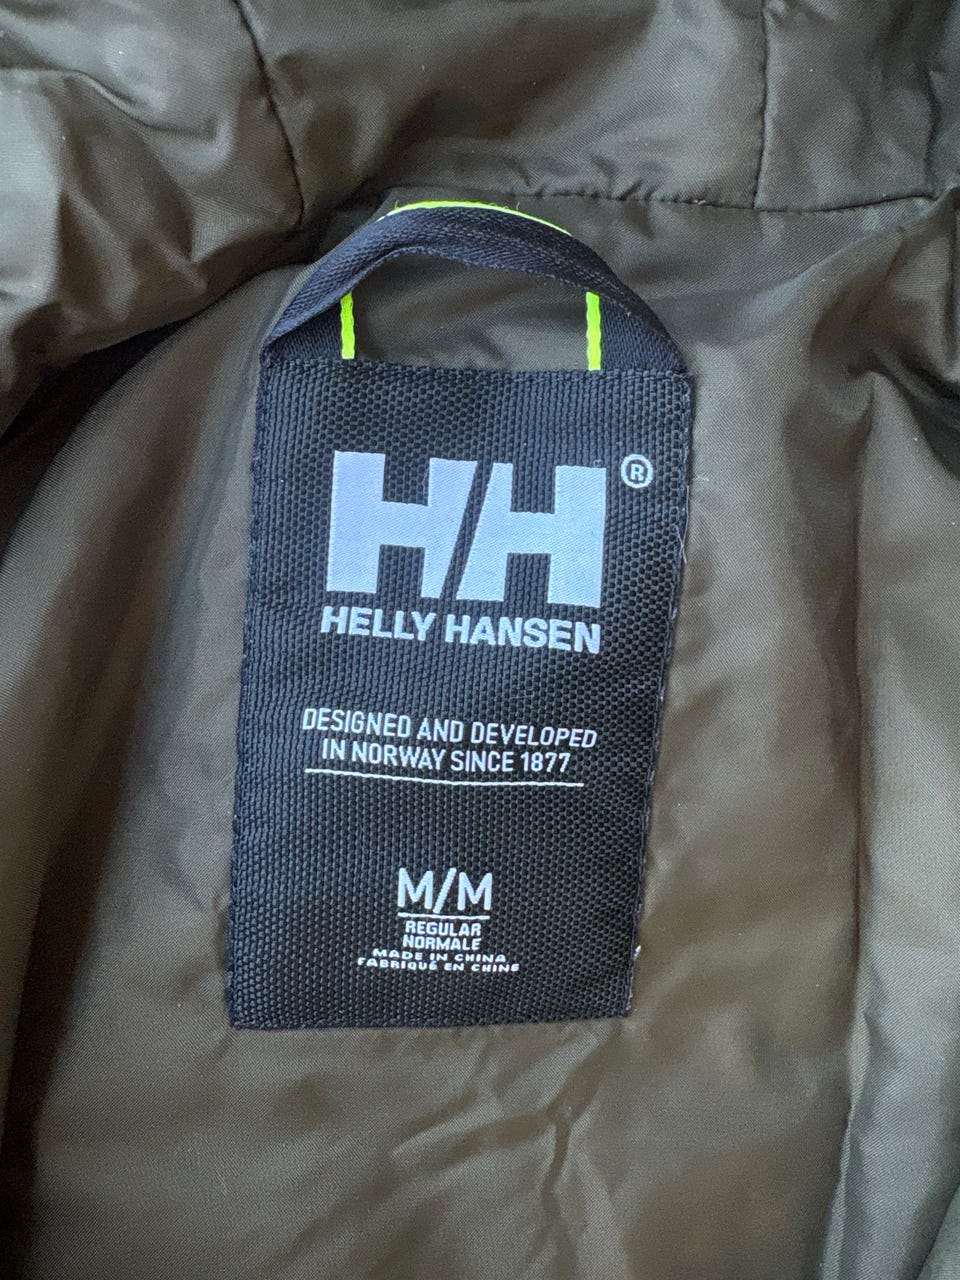 HH®
HELLY HANSEN
DESIGNED AND DEVELOPED
IN NORWAY SINCE 1877
M/M
REGULAR
NORMALE
MADE IN CHINA
FABRIQUÉ EN CHINE